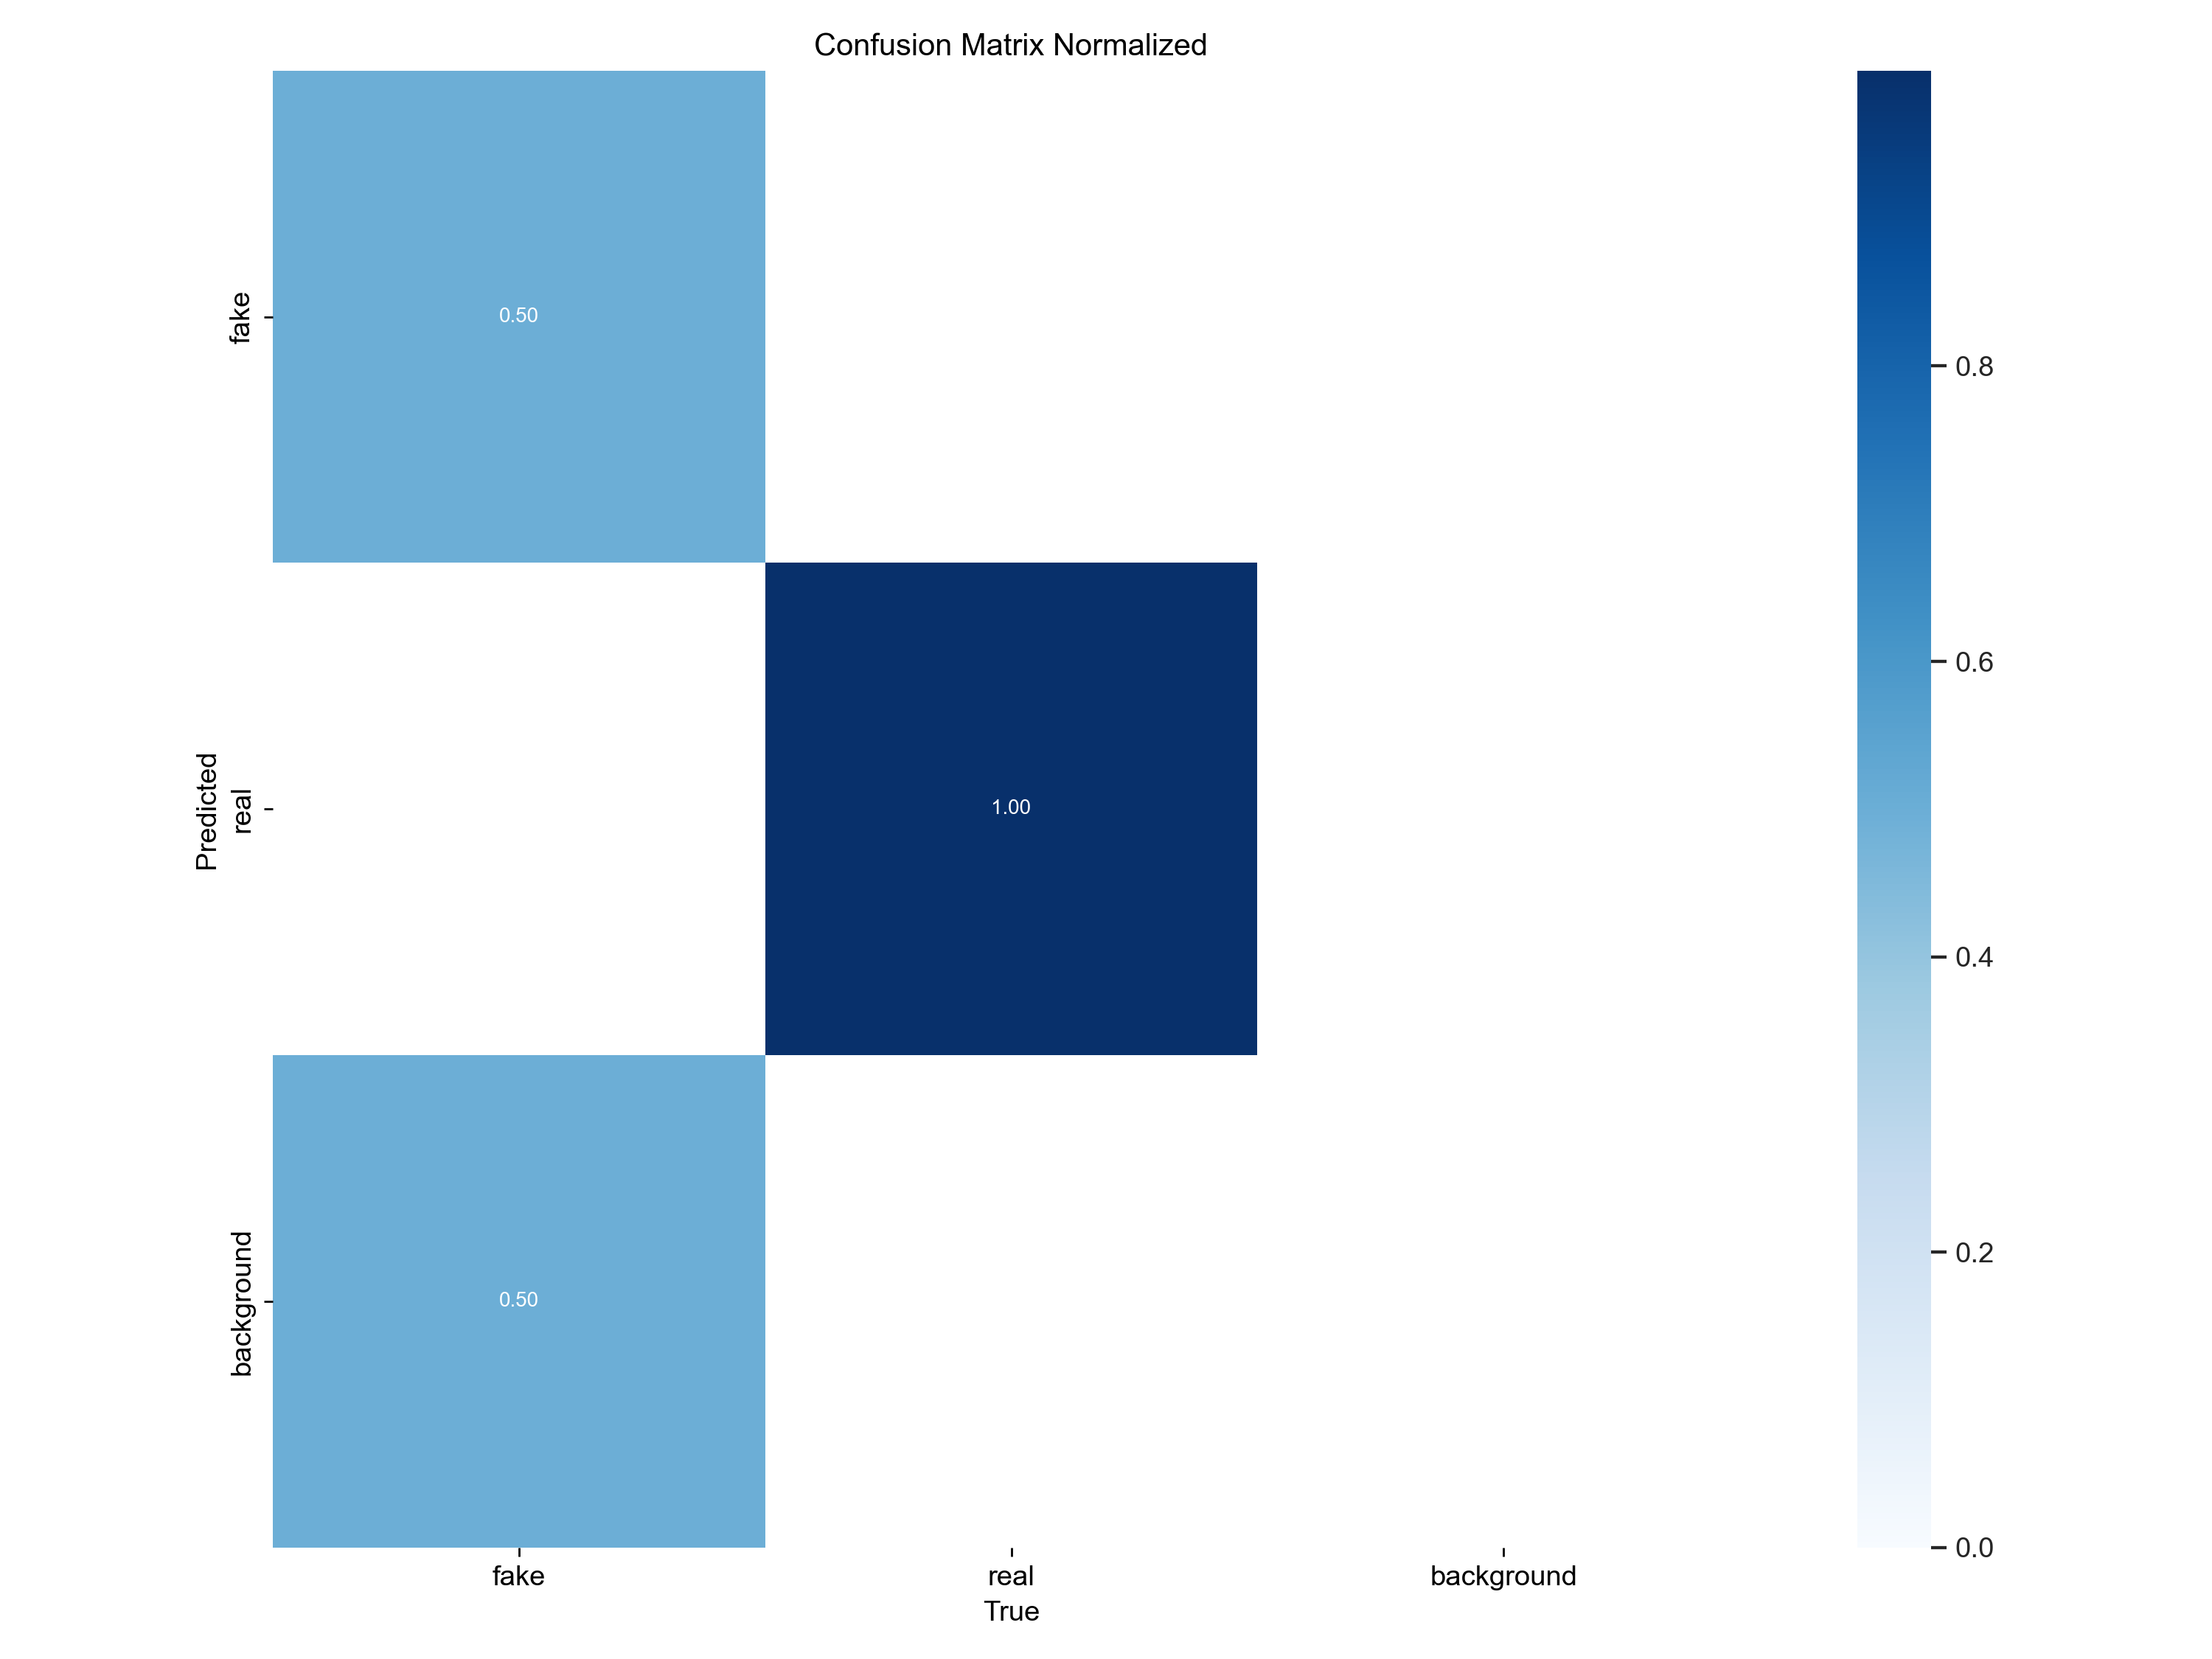 Confusion Matrix Normalized
fake
real
background
Predicted
0.50
1.00
0.50
fake
real
background
True
0.8
0.6
0.4
0.2
0.0